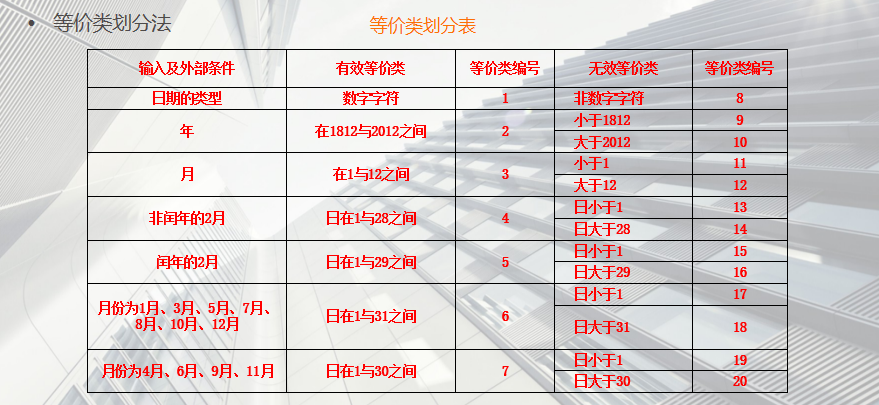 • 等价类划分法
等价类划分表
输入及外部条件 有效等价类 等价类编号 无效等价类 等价类编号
日期的类型 数字字符 1 非数字字符 8
年 在1812与2012之间 2 小于1812 9
大于2012 10
月 在1与12之间 3 小于1 11
大于12 12
非闰年的2月 日在1与28之间 4 日小于1 13
日大于28 14
闰年的2月 日在1与29之间 5 日小于1 15
日大于29 16
月份为1月、3月、5月、7月、
8月、10月、12月 日在1与31之间 6 日小于1 17
日大于31 18
月份为4月、6月、9月、11月 日在1与30之间 7 日小于1 19
日大于30 20